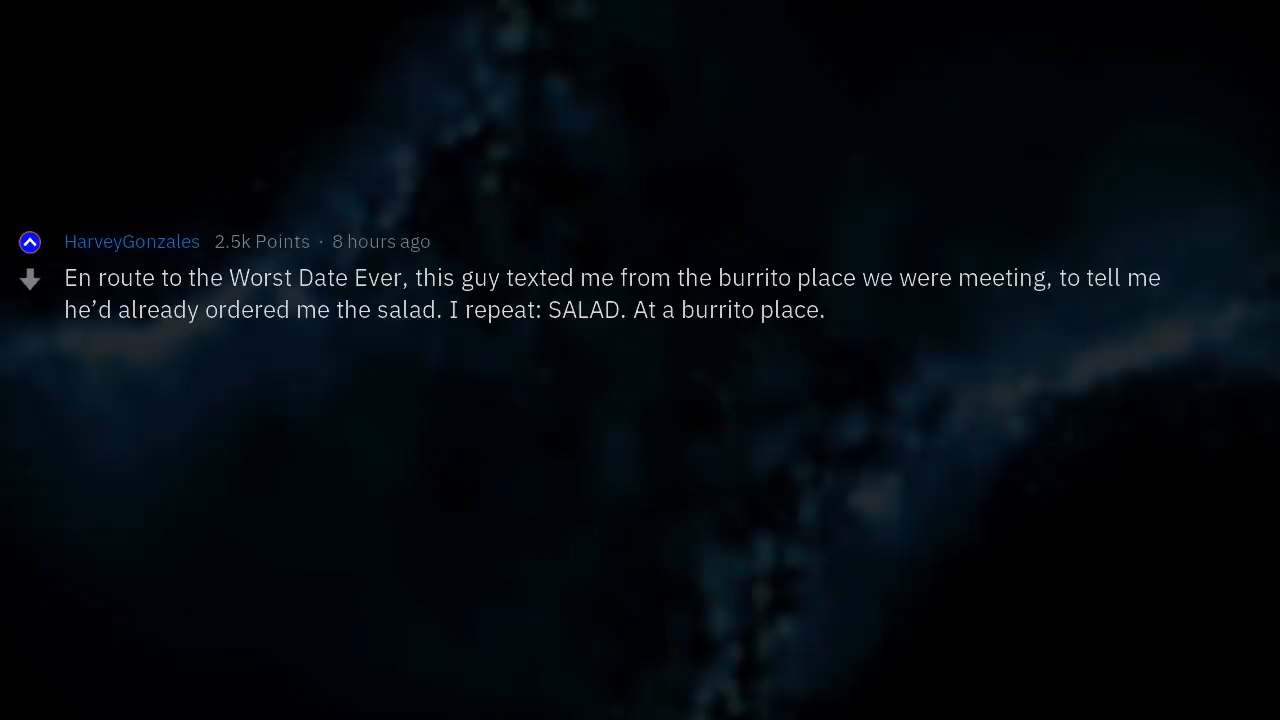 HarveyGonzales 2.5k Points · 8 hours ago
En route to the Worst Date Ever, this guy texted me from the burrito place we were meeting, to tell me
he’d already ordered me the salad. I repeat: SALAD. At a burrito place.